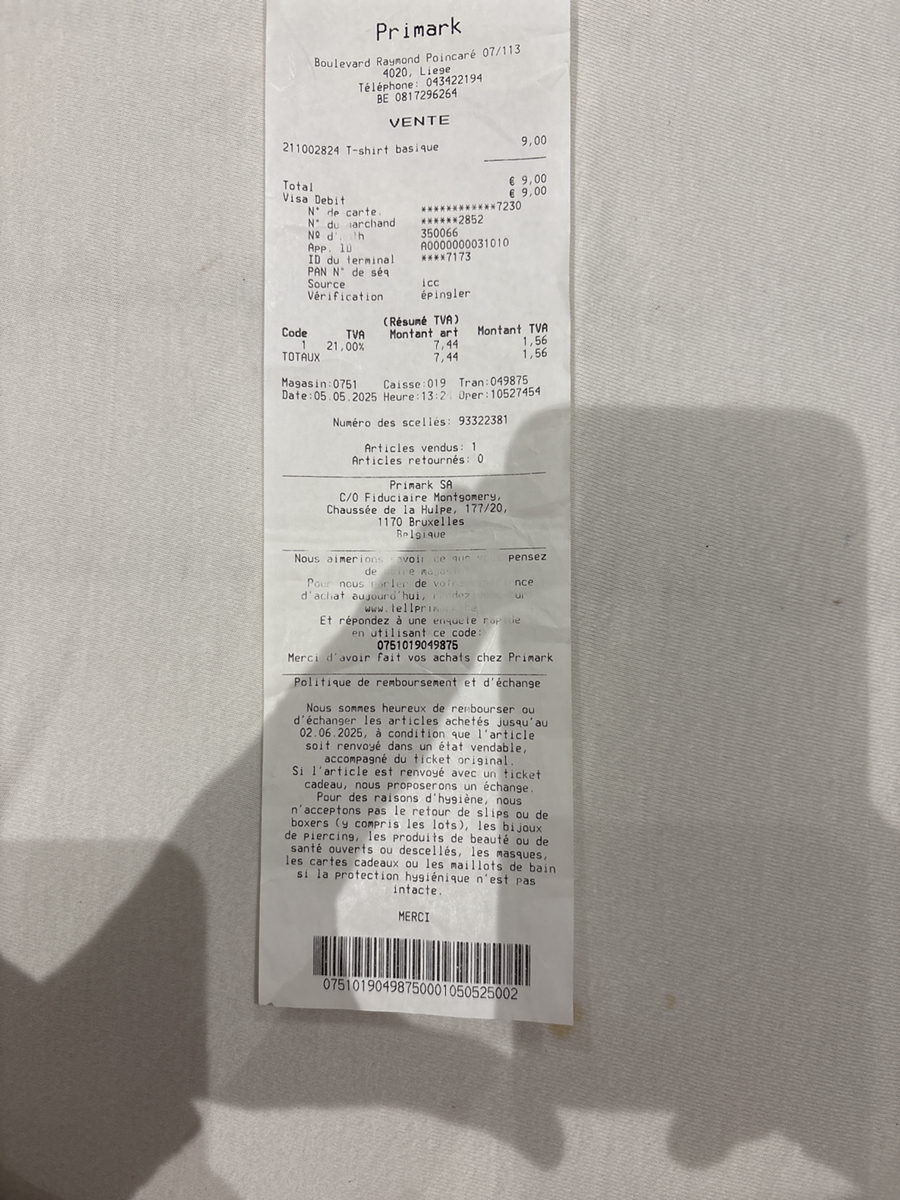 Primark
Boulevard Raymond Poincaré 07/113
4020, Liege
Téléphone: 043422194
BE 0817296264
VENTE
211002824 T-shirt basique 9,00
Total € 9,00
Visa Debit € 9,00
N° de carte. ************7230
N° du marchand ******2852
Nº 350066
App. ID A0000000031010
ID du terminal ****7173
PAN N° de séq
Source icc
Vérification épingler
(Résumé TVA)
Code TVA Montant art Montant TVA
1 21,00% 7,44 1,56
TOTAUX 7,44 1,56
Magasin:0751 Caisse:019 Tran:049875
Date:05.05.2025 Heure:13:2 Oper:10527454
Numéro des scellés: 93322381
Articles vendus: 1
Articles retournés: 0
Primark SA
C/O Fiduciaire Montgomery,
Chaussée de la Hulpe, 177/20,
1170 Bruxelles
Belgique
Nous aimerions savoir ce que pensez
de
Pour nous parler de
d'achat aujourd'hui,
Et répondez à une enquête rapide
en utilisant ce code:
0751019049875
Merci d'avoir fait vos achats chez Primark
Politique de remboursement et d'échange
Nous sommes heureux de rembourser ou
d'échanger les articles achetés jusqu'au
02.06.2025, à condition que l'article
soit renvoyé dans un état vendable,
accompagné du ticket original.
Si l'article est renvoyé avec un ticket
cadeau, nous proposerons un échange.
Pour des raisons d'hygiène, nous
n'acceptons pas le retour de slips ou de
boxers (y compris les lots), les bijoux
de piercing, les produits de beauté ou de
santé ouverts ou descellés, les masques,
les cartes cadeaux ou les maillots de bain
si la protection hygiénique n'est pas
intacte.
MERCI
07510190498750001050525002